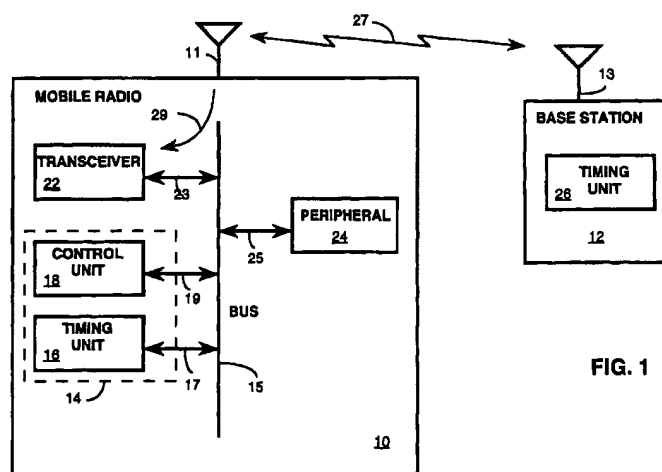 27
11
13
MOBILE RADIO
29
BASE STATION
TRANSCEIVER
22
23
TIMING
UNIT
26
12
PERIPHERAL
24
25
CONTROL
UNIT
18
19
BUS
TIMING
UNIT
16
17
15
14
10
FIG. 1